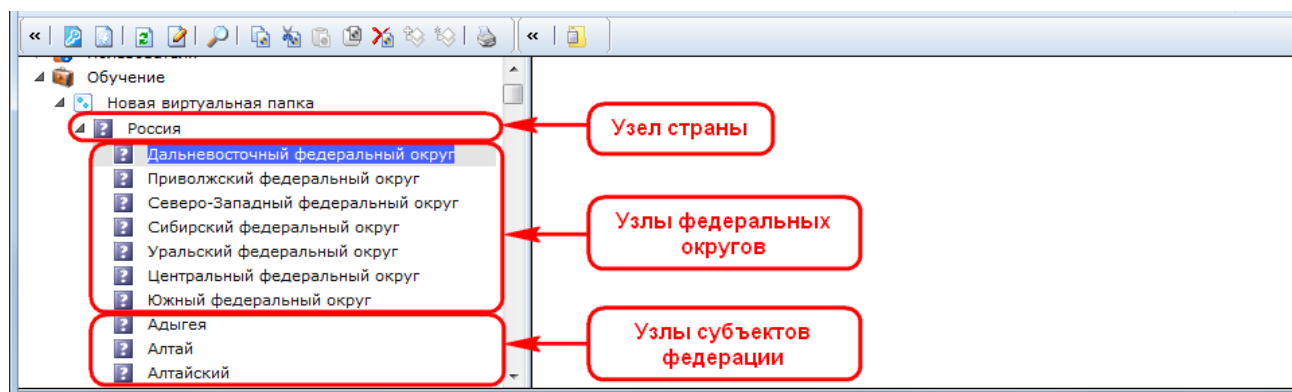 Пользователи
Обучение
Новая виртуальная папка
Россия
Узел страны
Дальневосточный федеральный округ
Приволжский федеральный округ
Северо-Западный федеральный округ
Сибирский федеральный округ
Уральский федеральный округ
Центральный федеральный округ
Южный федеральный округ
Узлы федеральных
округов
Адыгея
Алтай
Алтайский
Узлы субъектов
федерации